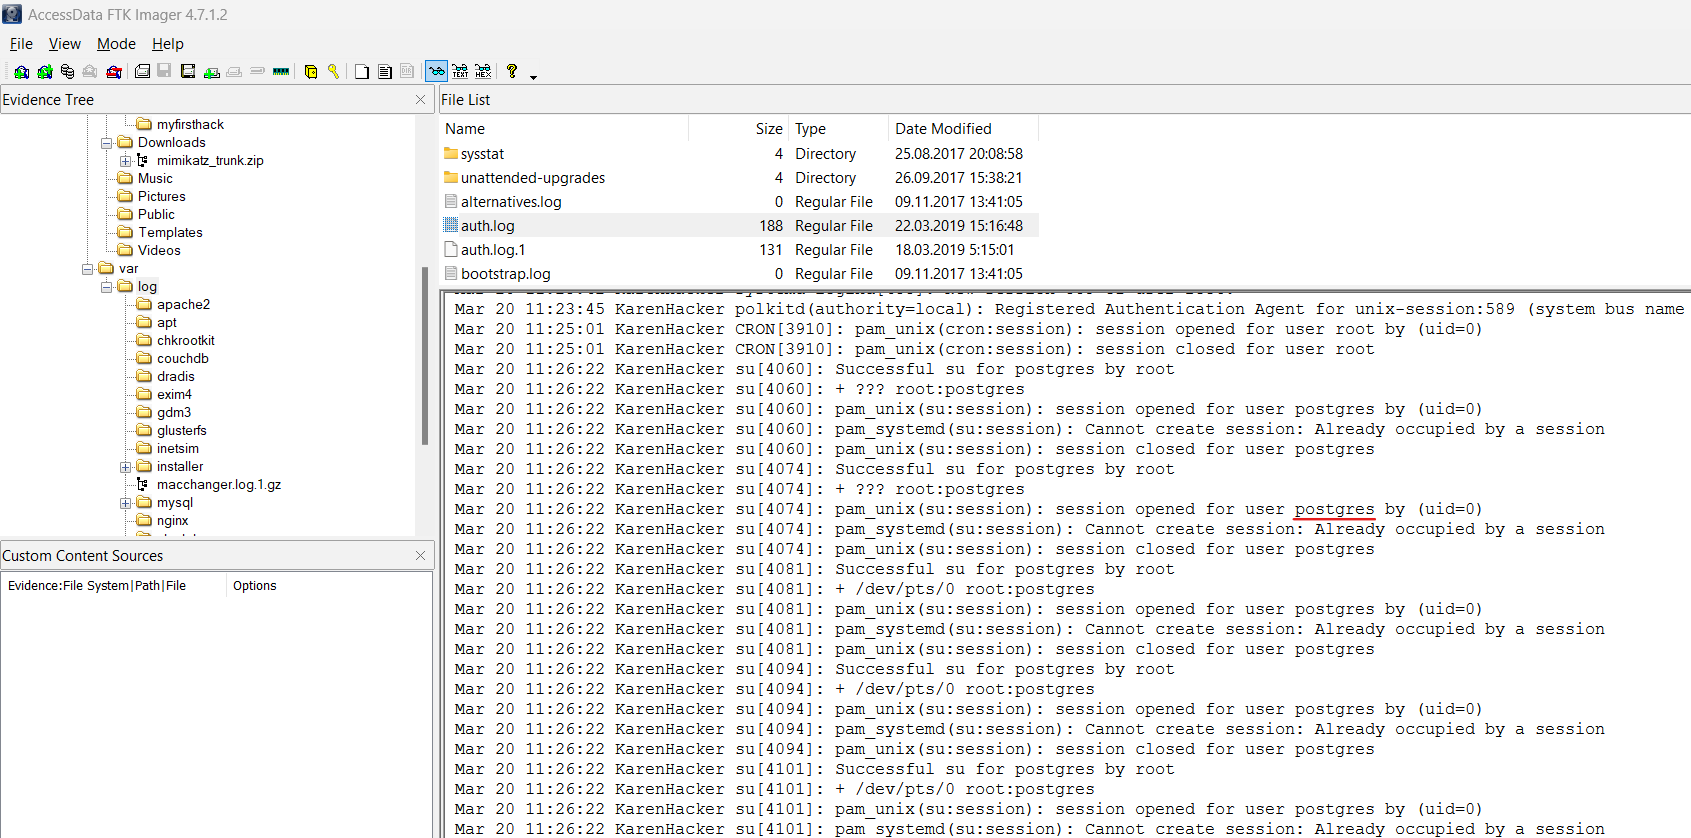 AccessData FTK Imager 4.7.1.2
File View Mode Help
Evidence Tree
myfirsthack
Downloads
mimikatz_trunk.zip
Music
Pictures
Public
Templates
Videos
var
log
apache2
apt
chkrootkit
couchdb
dradis
exim4
gdm3
glusterfs
inetsim
installer
macchanger.log.1.gz
mysql
nginx
Custom Content Sources
Evidence:File System|Path|File Options
File List
Name Size Type Date Modified
sysstat 4 Directory 25.08.2017 20:08:58
unattended-upgrades 4 Directory 26.09.2017 15:38:21
alternatives.log 0 Regular File 09.11.2017 13:41:05
auth.log 188 Regular File 22.03.2019 15:16:48
auth.log.1 131 Regular File 18.03.2019 5:15:01
bootstrap.log 0 Regular File 09.11.2017 13:41:05
Mar 20 11:23:45 KarenHacker polkitd(authority=local): Registered Authentication Agent for unix-session:589 (system bus name
Mar 20 11:25:01 KarenHacker CRON[3910]: pam_unix(cron:session): session opened for user root by (uid=0)
Mar 20 11:25:01 KarenHacker CRON[3910]: pam_unix(cron:session): session closed for user root
Mar 20 11:26:22 KarenHacker su[4060]: Successful su for postgres by root
Mar 20 11:26:22 KarenHacker su[4060]: + ??? root:postgres
Mar 20 11:26:22 KarenHacker su[4060]: pam_unix(su:session): session opened for user postgres by (uid=0)
Mar 20 11:26:22 KarenHacker su[4060]: pam_systemd(su:session): Cannot create session: Already occupied by a session
Mar 20 11:26:22 KarenHacker su[4060]: pam_unix(su:session): session closed for user postgres
Mar 20 11:26:22 KarenHacker su[4074]: Successful su for postgres by root
Mar 20 11:26:22 KarenHacker su[4074]: + ??? root:postgres
Mar 20 11:26:22 KarenHacker su[4074]: pam_unix(su:session): session opened for user postgres by (uid=0)
Mar 20 11:26:22 KarenHacker su[4074]: pam_systemd(su:session): Cannot create session: Already occupied by a session
Mar 20 11:26:22 KarenHacker su[4074]: pam_unix(su:session): session closed for user postgres
Mar 20 11:26:22 KarenHacker su[4081]: Successful su for postgres by root
Mar 20 11:26:22 KarenHacker su[4081]: + /dev/pts/0 root:postgres
Mar 20 11:26:22 KarenHacker su[4081]: pam_unix(su:session): session opened for user postgres by (uid=0)
Mar 20 11:26:22 KarenHacker su[4081]: pam_systemd(su:session): Cannot create session: Already occupied by a session
Mar 20 11:26:22 KarenHacker su[4081]: pam_unix(su:session): session closed for user postgres
Mar 20 11:26:22 KarenHacker su[4094]: Successful su for postgres by root
Mar 20 11:26:22 KarenHacker su[4094]: + /dev/pts/0 root:postgres
Mar 20 11:26:22 KarenHacker su[4094]: pam_unix(su:session): session opened for user postgres by (uid=0)
Mar 20 11:26:22 KarenHacker su[4094]: pam_systemd(su:session): Cannot create session: Already occupied by a session
Mar 20 11:26:22 KarenHacker su[4094]: pam_unix(su:session): session closed for user postgres
Mar 20 11:26:22 KarenHacker su[4101]: Successful su for postgres by root
Mar 20 11:26:22 KarenHacker su[4101]: + /dev/pts/0 root:postgres
Mar 20 11:26:22 KarenHacker su[4101]: pam_unix(su:session): session opened for user postgres by (uid=0)
Mar 20 11:26:22 KarenHacker su[4101]: pam_systemd(su:session): Cannot create session: Already occupied by a session